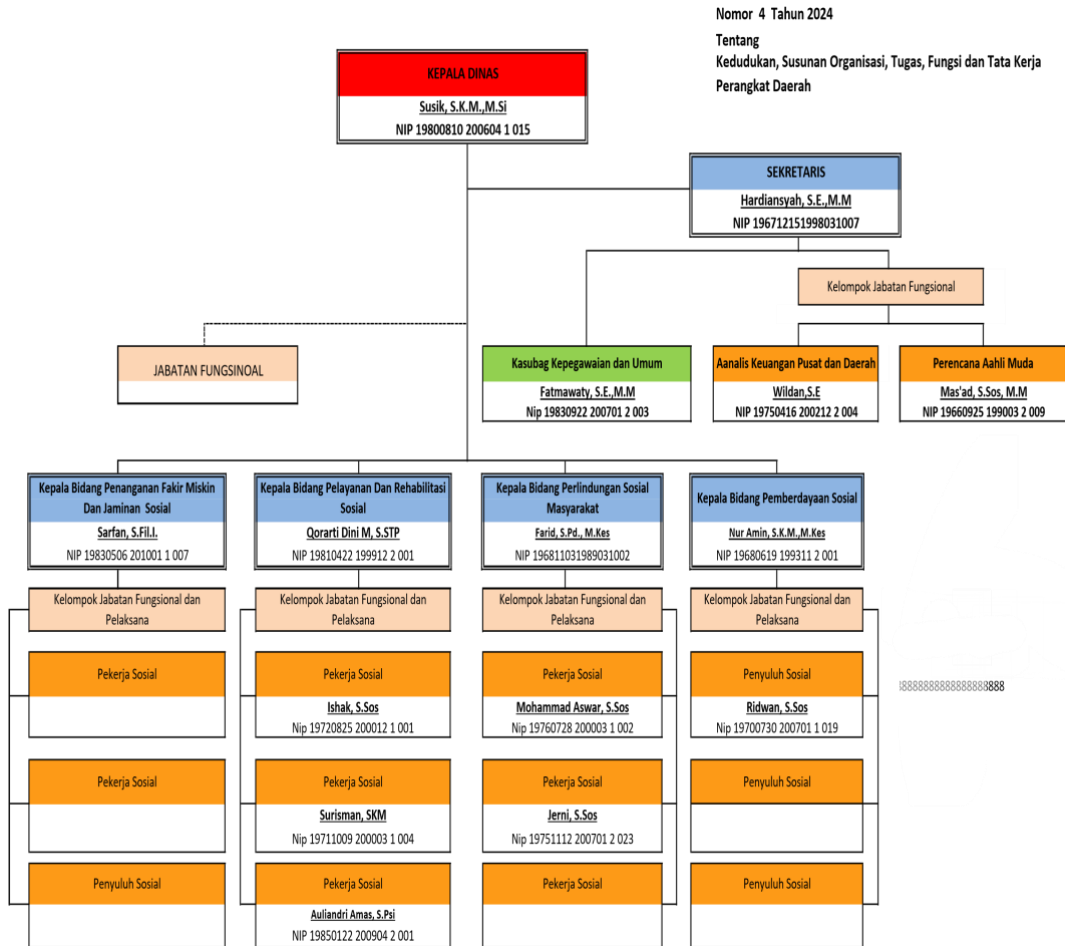 Nomor 4 Tahun 2024
Tentang
Kedudukan, Susunan Organisasi, Tugas, Fungsi dan Tata Kerja
Perangkat Daerah
KEPALA DINAS
Susik, S.K.M.,M.Si
NIP 19800810 200604 1 015
SEKRETARIS
Hardiansyah, S.E.,M.M
NIP 196712151998031007
Kelompok Jabatan Fungsional
JABATAN FUNGSINOAL
Kasubag Kepegawaian dan Umum
Fatmawaty, S.E.,M.M
Nip 19830922 200701 2 003
Aanalis Keuangan Pusat dan Daerah
Wildan,S.E
NIP 19750416 200212 2 004
Perencana Aahli Muda
Mas'ad, S.Sos, M.M
NIP 19660925 199003 2 009
Kepala Bidang Penanganan Fakir Miskin
Dan Jaminan Sosial
Sarfan, S.Fil.I.
NIP 19830506 201001 1 007
Kepala Bidang Pelayanan Dan Rehabilitasi
Sosial
Qorarti Dini M, S.STP
NIP 19810422 199912 2 001
Kepala Bidang Perlindungan Sosial
Masyarakat
Farid, S.Pd., M.Kes
NIP 196811031989031002
Kepala Bidang Pemberdayaan Sosial
Nur Amin, S.K.M.,M.Kes
NIP 19680619 199311 2 001
Kelompok Jabatan Fungsional dan
Pelaksana
Kelompok Jabatan Fungsional dan
Pelaksana
Kelompok Jabatan Fungsional dan
Pelaksana
Kelompok Jabatan Fungsional dan
Pelaksana
Pekerja Sosial
Pekerja Sosial
Ishak, S.Sos
Nip 19720825 200012 1 001
Pekerja Sosial
Mohammad Aswar, S.Sos
Nip 19760728 200003 1 002
Penyuluh Sosial
Ridwan, S.Sos
Nip 19700730 200701 1 019
Pekerja Sosial
Pekerja Sosial
Surisman, SKM
Nip 19711009 200003 1 004
Pekerja Sosial
Jerni, S.Sos
Nip 19751112 200701 2 023
Penyuluh Sosial
Penyuluh Sosial
Pekerja Sosial
Auliandri Amas, S.Psi
NIP 19850122 200904 2 001
Pekerja Sosial
Penyuluh Sosial